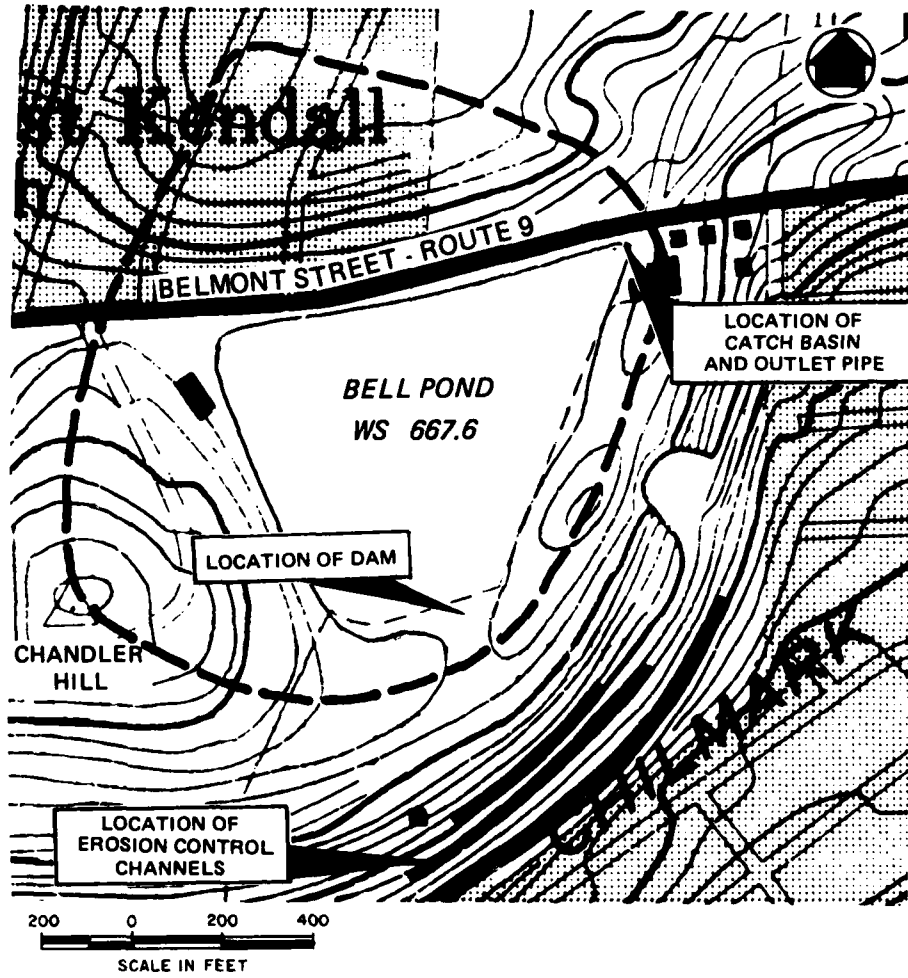 Kendall
BELMONT STREET - ROUTE 9
LOCATION OF
CATCH BASIN
AND OUTLET PIPE
BELL POND
WS 667.6
LOCATION OF DAM
CHANDLER
HILL
CHILMARK
LOCATION OF
EROSION CONTROL
CHANNELS
200 0 200 400
SCALE IN FEET